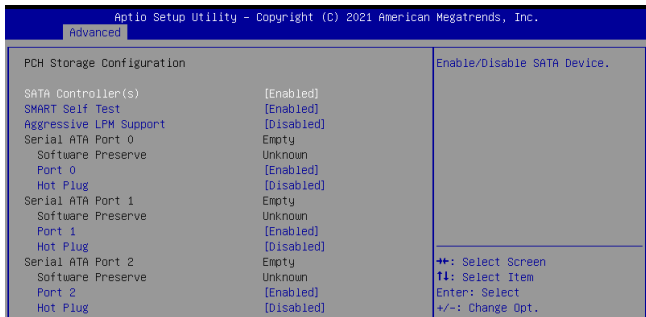 Aptio Setup Utility – Copyright (C) 2021 American Megatrends, Inc.
Advanced
PCH Storage Configuration
SATA Controller(s) [Enabled]
SMART Self Test [Enabled]
Aggressive LPM Support [Disabled]
Serial ATA Port 0 Empty
Software Preserve Unknown
Port 0 [Enabled]
Hot Plug [Disabled]
Serial ATA Port 1 Empty
Software Preserve Unknown
Port 1 [Enabled]
Hot Plug [Disabled]
Serial ATA Port 2 Empty
Software Preserve Unknown
Port 2 [Enabled]
Hot Plug [Disabled]
Enable/Disable SATA Device.
→←: Select Screen
↑↓: Select Item
Enter: Select
+/-: Change Opt.